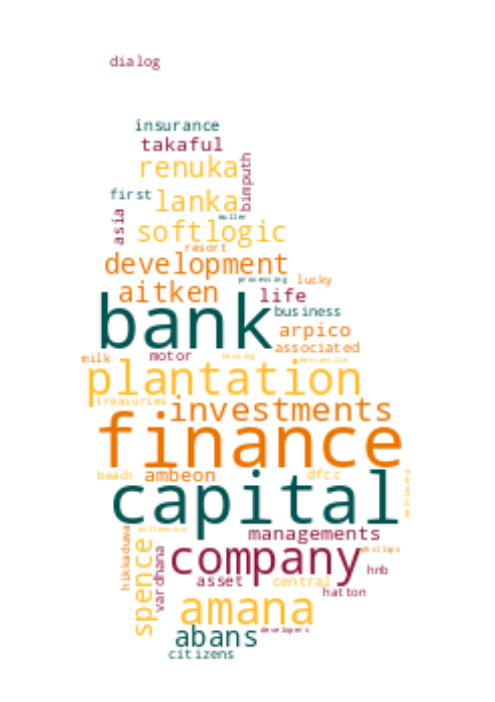 dialog
insurance
takaful
renuka
bimputh
first
lanka
asia
muller
softlogic
resort
development
processing
lucky
aitken
life
bank
business
arpico
associated
milk
motor
housing
mercantile
plantation
treasuries
investments
finance
beach
ambeon
dfcc
capital
hikkaduwa
millennium
managements
spence
vardhana
company
phillips
hnb
asset
central
hatton
amana
abans
developers
citizens